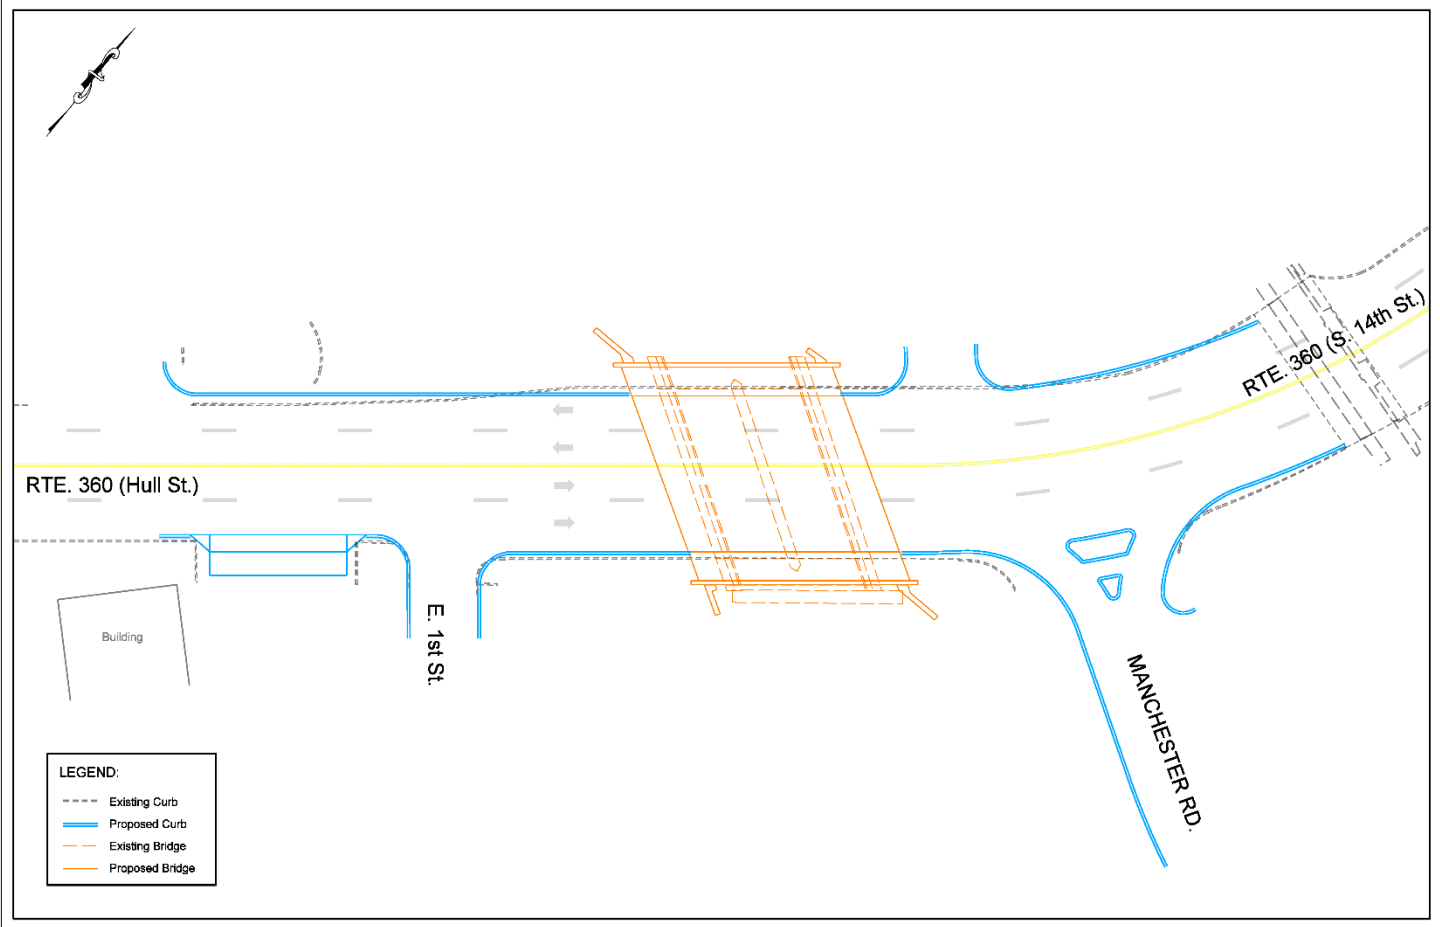 RTE. 360 (S. 14th St.)
RTE. 360 (Hull St.)
E. 1st St.
Building
MANCHESTER RD.
LEGEND:
Existing Curb
Proposed Curb
Existing Bridge
Proposed Bridge